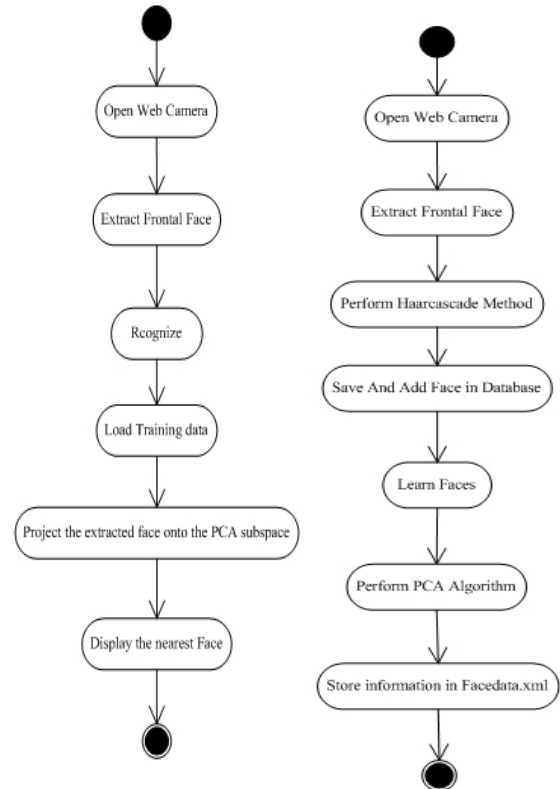 Open Web Camera
Extract Frontal Face
Rcognize
Load Training data
Project the extracted face onto the PCA subspace
Display the nearest Face
Open Web Camera
Extract Frontal Face
Perform Haarcascade Method
Save And Add Face in Database
Learn Faces
Perform PCA Algorithm
Store information in Facedata.xml